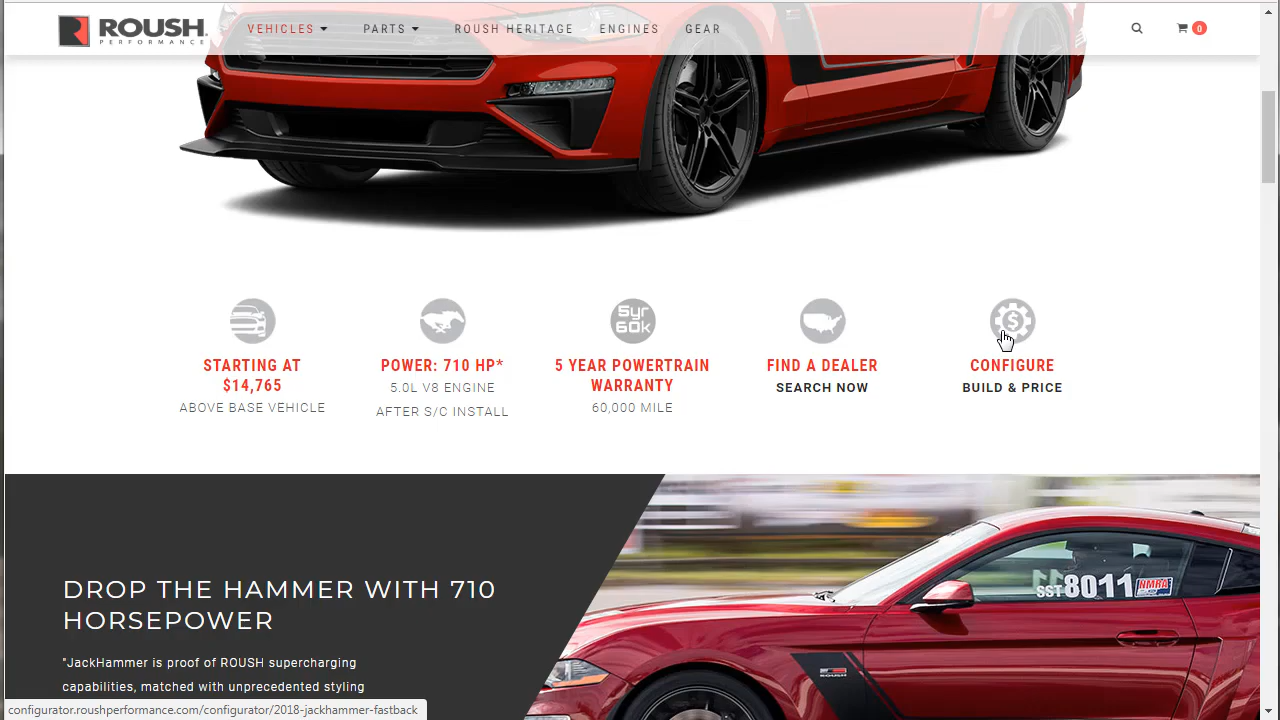 ROUSH
PERFORMANCE
VEHICLES PARTS ROUSH HERITAGE ENGINES GEAR
0
5yr
60k
$
STARTING AT
$14,765
ABOVE BASE VEHICLE
POWER: 710 HP*
5.0L V8 ENGINE
AFTER S/C INSTALL
5 YEAR POWERTRAIN
WARRANTY
60,000 MILE
FIND A DEALER
SEARCH NOW
CONFIGURE
BUILD & PRICE
DROP THE HAMMER WITH 710
HORSEPOWER
"JackHammer is proof of ROUSH supercharging
capabilities, matched with unprecedented styling
11
SST 8011 NMRA
ROUSH
configurator.roushperformance.com/configurator/2018-jackhammer-fastback